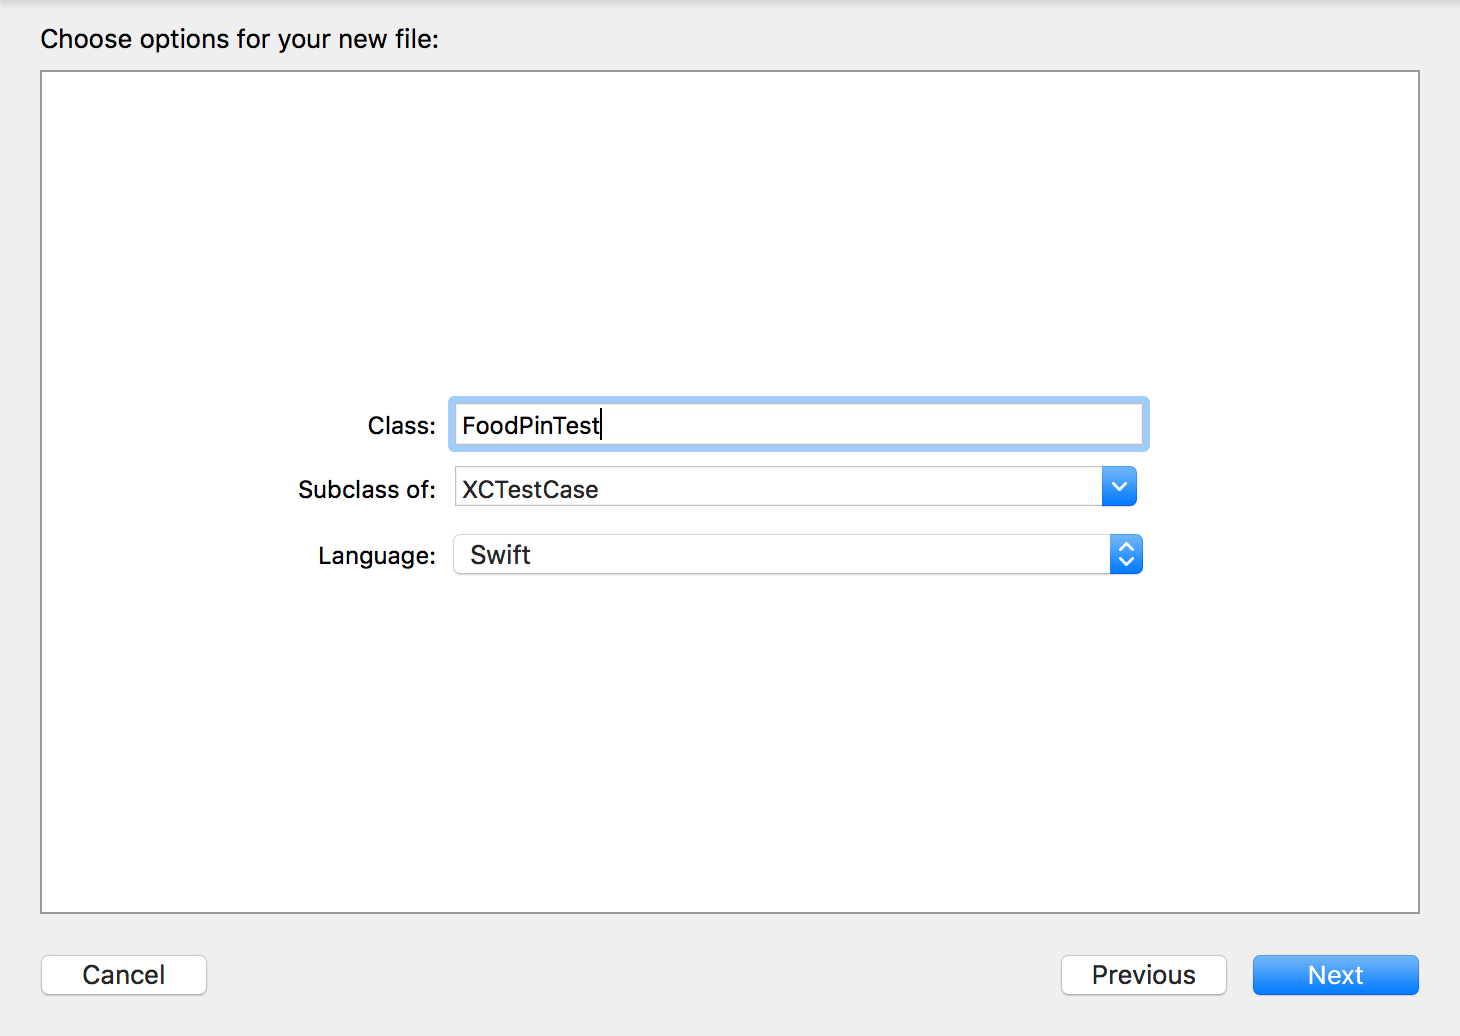 Choose options for your new file:
Class: FoodPinTest
Subclass of: XCTestCase
Language: Swift
Cancel Previous Next